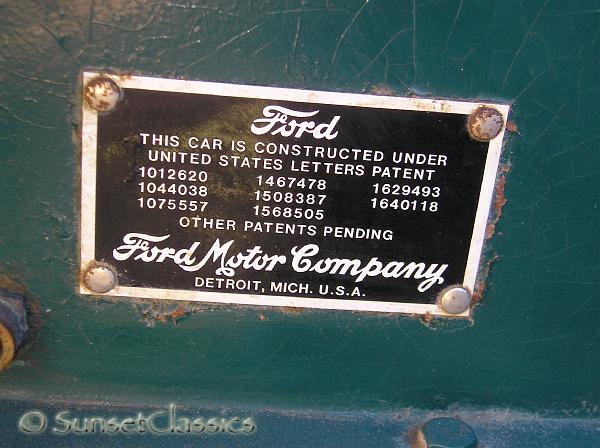 Ford
THIS CAR IS CONSTRUCTED UNDER
UNITED STATES LETTERS PATENT
1012620 1467478 1629493
1044038 1508387 1640118
1075557 1568505
OTHER PATENTS PENDING
Ford Motor Company
DETROIT, MICH. U.S.A.
© SunsetClassics